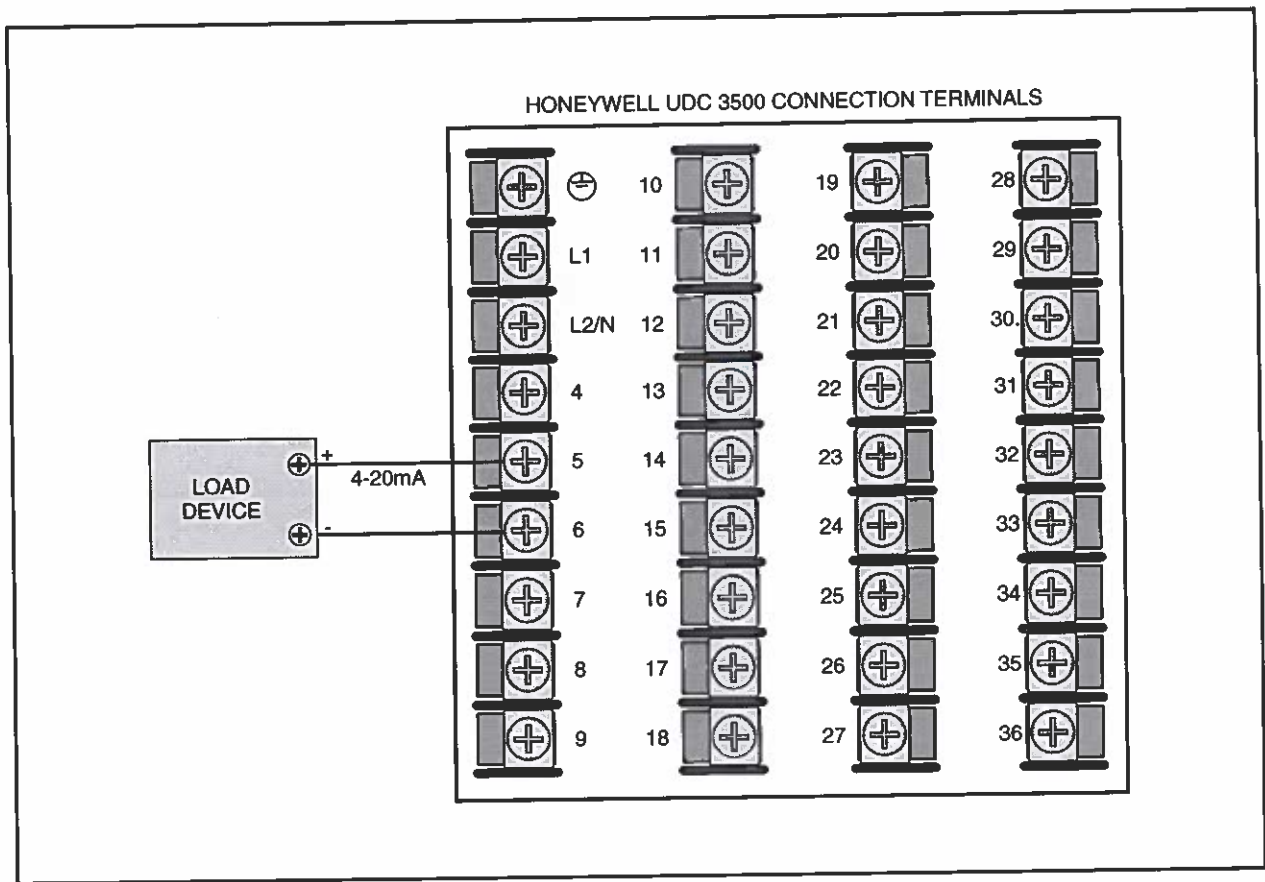 HONEYWELL UDC 3500 CONNECTION TERMINALS
10 19 28
L1 11 20 29
L2/N 12 21 30.
4 13 22 31
+ 5 14 23 32
4-20mA
LOAD
DEVICE
- 6 15 24 33
7 16 25 34
8 17 26 35
9 18 27 36